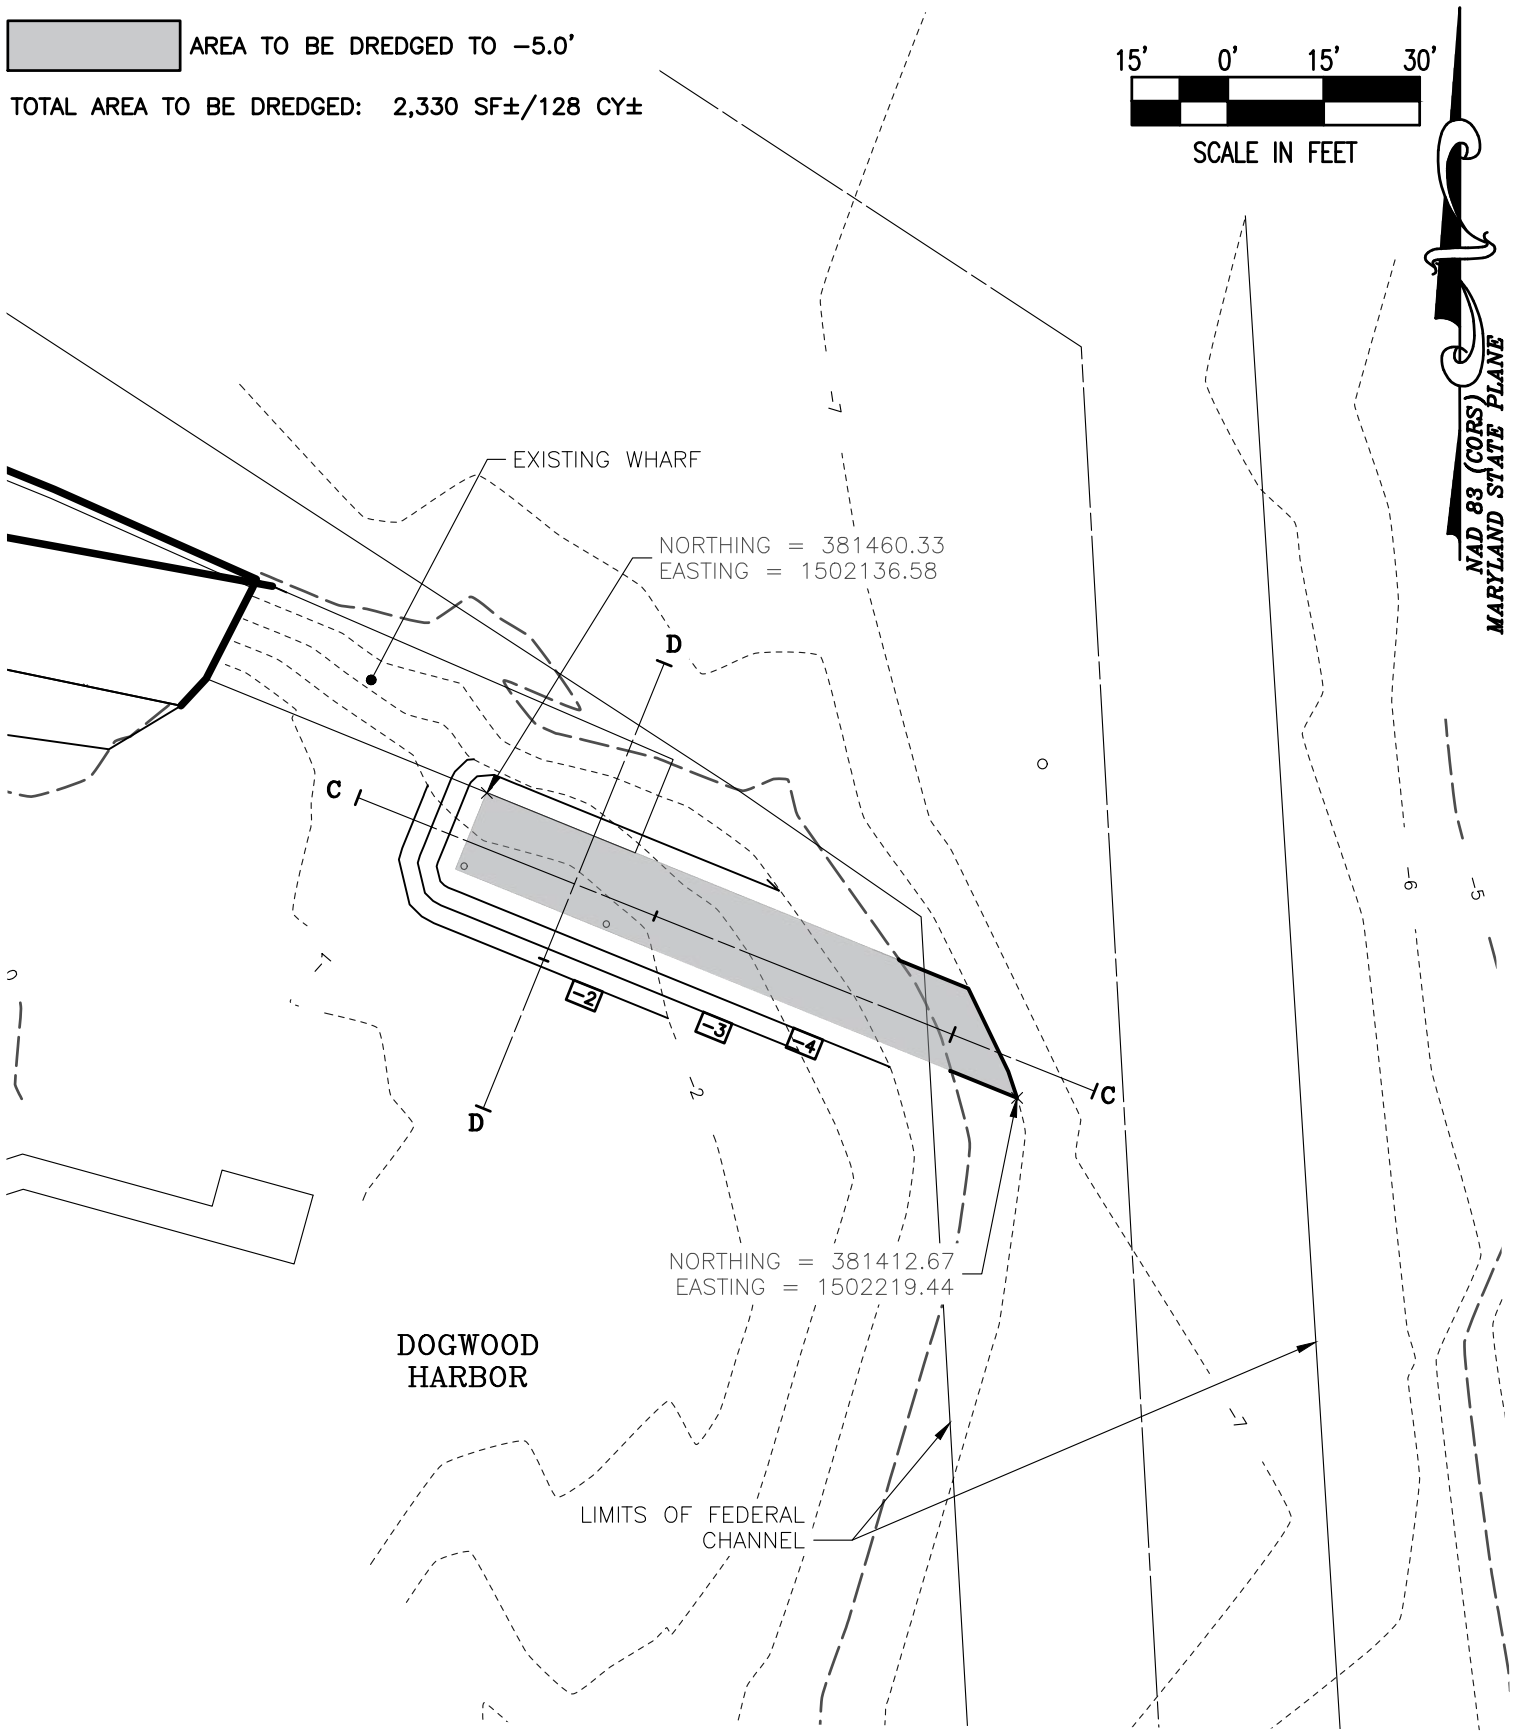 AREA TO BE DREDGED TO -5.0'
TOTAL AREA TO BE DREDGED: 2,330 SF±/128 CY±
15' 0' 15' 30'
SCALE IN FEET
NAD 83 (CORS)
MARYLAND STATE PLANE
-7
EXISTING WHARF
NORTHING = 381460.33
EASTING = 1502136.58
D
C
-6
-5
0
-1
-2
-3
-4
-2
C
D
NORTHING = 381412.67
EASTING = 1502219.44
DOGWOOD
HARBOR
-7
LIMITS OF FEDERAL
CHANNEL